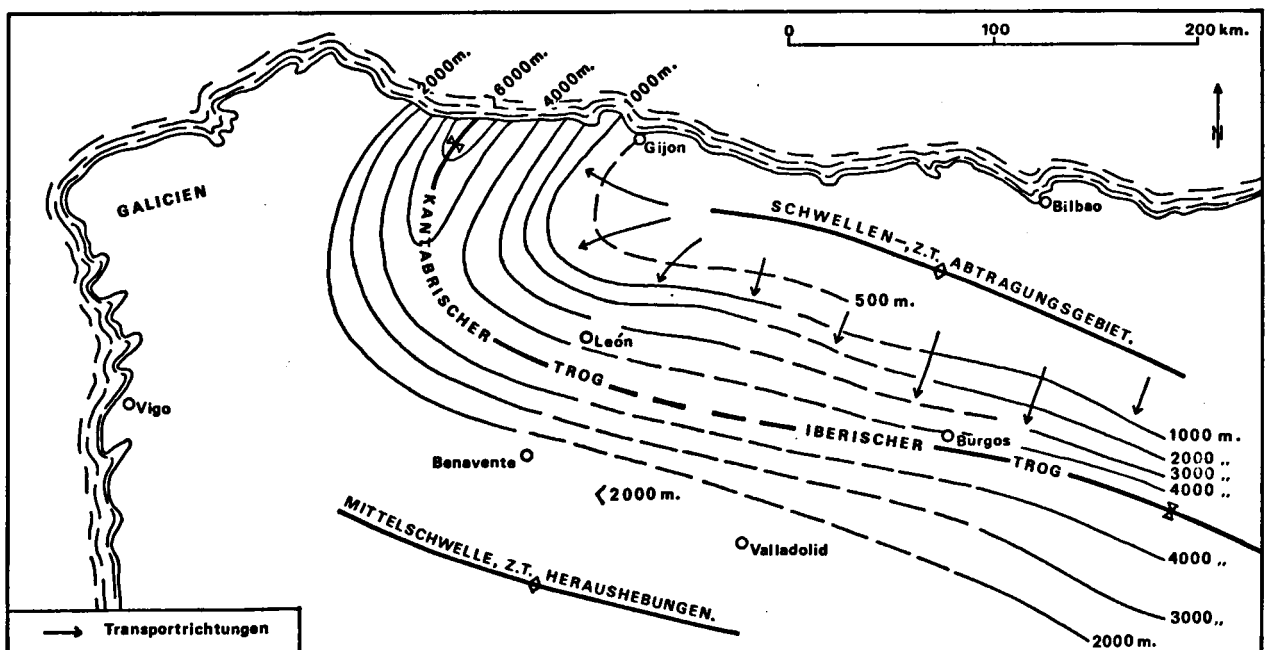 0 100 200 km.
2000m. 6000m. 4000m. 1000m.
N
Gijon
Bilbao
GALICIEN
SCHWELLEN-, Z.T. ABTRAGUNGSGEBIET.
500 m.
KANTABRISCHER TROG
León
Vigo
IBERISCHER TROG
Burgos
1000 m.
2000 „
3000 „
4000 „
Benavente
<2000 m.
Valladolid
MITTELSCHWELLE, Z.T. HERAUSHEBUNGEN.
4000 „
3000 „
2000 m.
Transportrichtungen